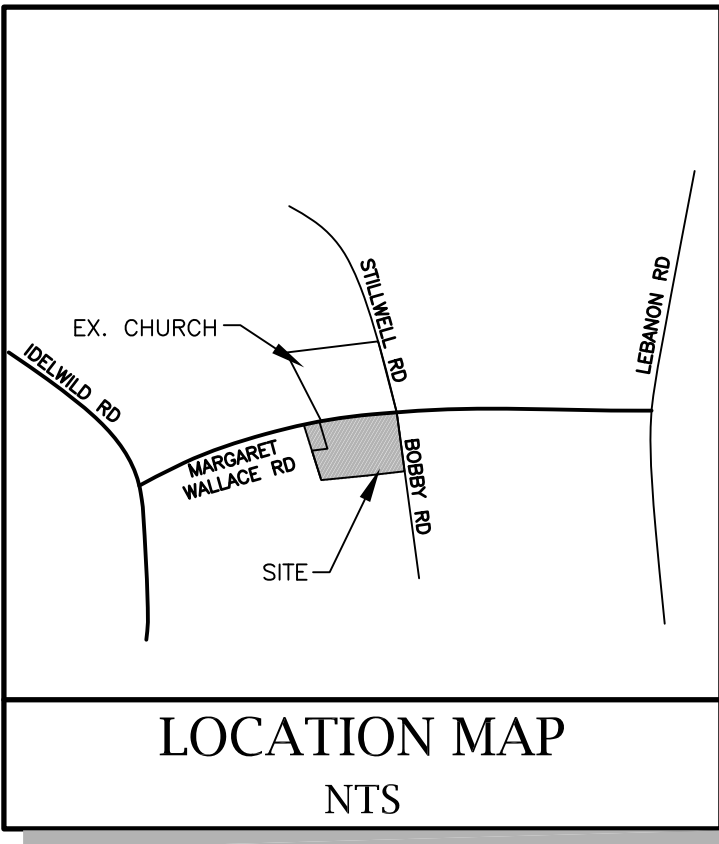 STILLWELL RD
LEBANON RD
EX. CHURCH
IDELWILD RD
MARGARET
WALLACE RD
BOBBY RD
SITE
LOCATION MAP
NTS